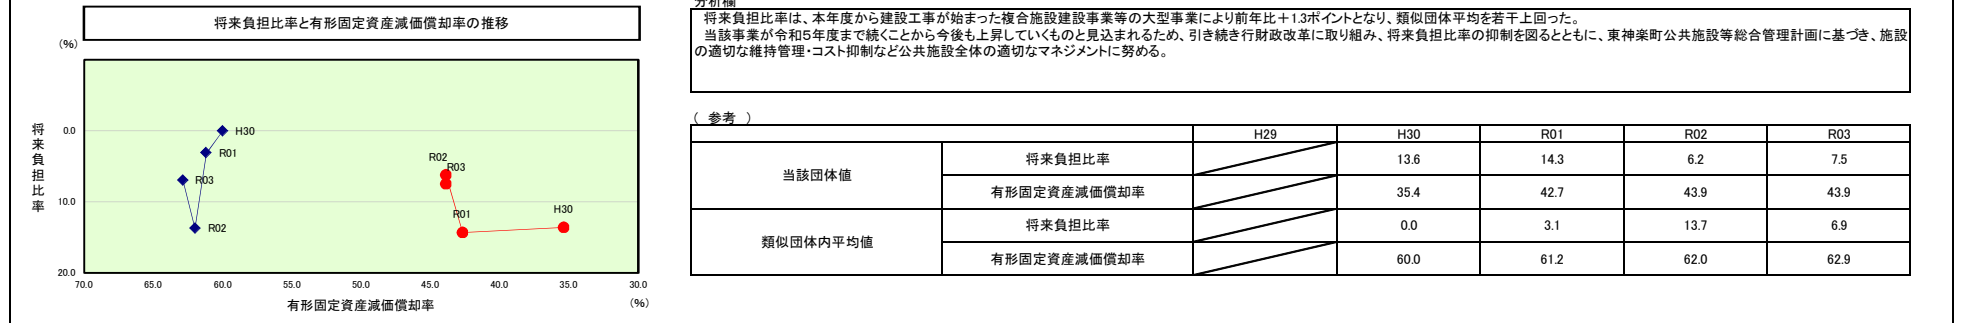 将来負担比率と有形固定資産減価償却率の推移
(%)
将来負担比率
0.0
10.0
20.0
H30
R01
R03
R02
R02
R03
R01
H30
70.0 65.0 60.0 55.0 50.0 45.0 40.0 35.0 30.0
有形固定資産減価償却率
(%)
分析欄
将来負担比率は、本年度から建設工事が始まった複合施設建設事業等の大型事業により前年比+1.3ポイントとなり、類似団体平均を若干上回った。
当該事業が令和5年度まで続くことから今後も上昇していくものと見込まれるため、引き続き行財政改革に取り組み、将来負担比率の抑制を図るとともに、東神楽町公共施設等総合管理計画に基づき、施設
の適切な維持管理・コスト抑制など公共施設全体の適切なマネジメントに努める。
( 参考 )
H29 H30 R01 R02 R03
当該団体値
将来負担比率 13.6 14.3 6.2 7.5
有形固定資産減価償却率 35.4 42.7 43.9 43.9
類似団体内平均値
将来負担比率 0.0 3.1 13.7 6.9
有形固定資産減価償却率 60.0 61.2 62.0 62.9